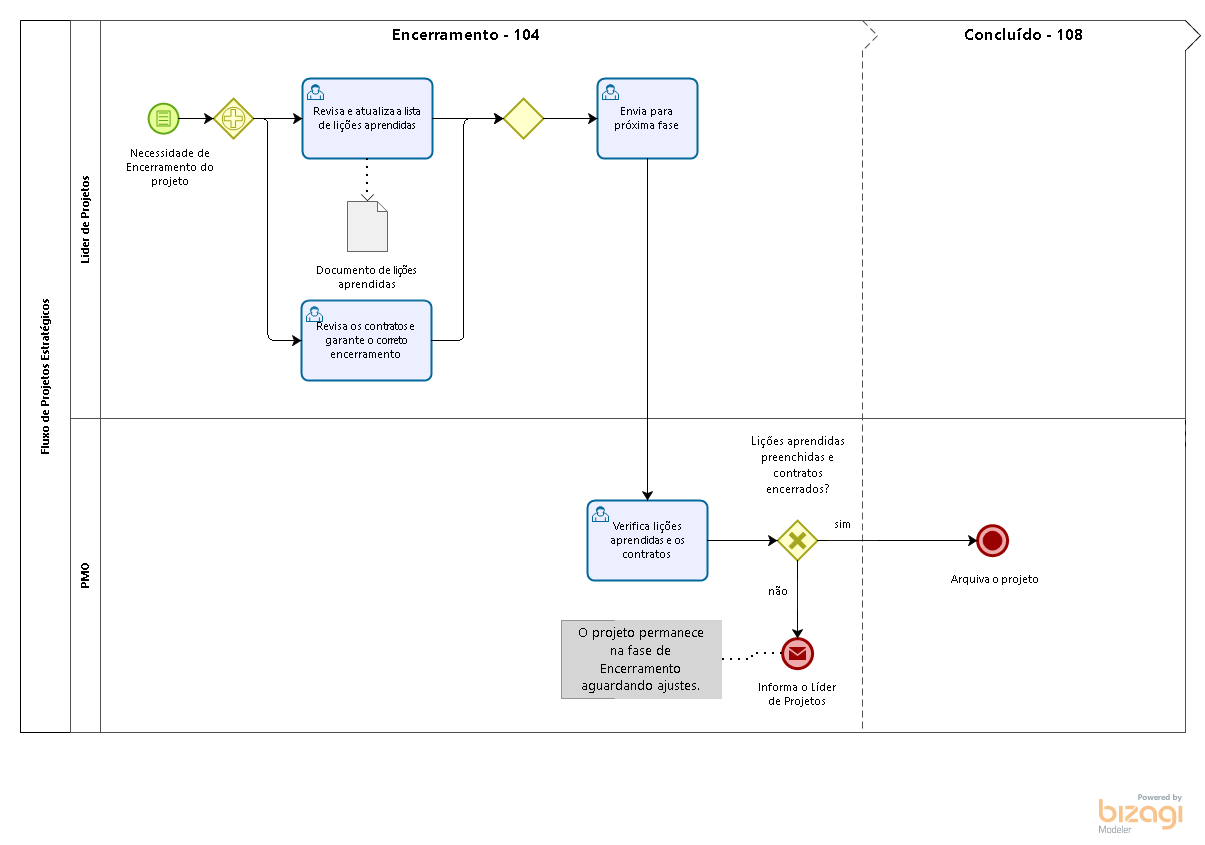 Encerramento - 104
Concluído - 108
Fluxo de Projetos Estratégicos
Líder de Projetos
Necessidade de
Encerramento do
projeto
Revisa e atualiza a lista
de lições aprendidas
Envia para
próxima fase
Documento de lições
aprendidas
Revisa os contratos e
garante o correto
encerramento
PMO
Lições aprendidas
preenchidas e
contratos
encerrados?
Verifica lições
aprendidas e os
contratos
sim
Arquiva o projeto
não
O projeto permanece
na fase de
Encerramento
aguardando ajustes.
Informa o Líder
de Projetos
Powered by
bizagi
Modeler